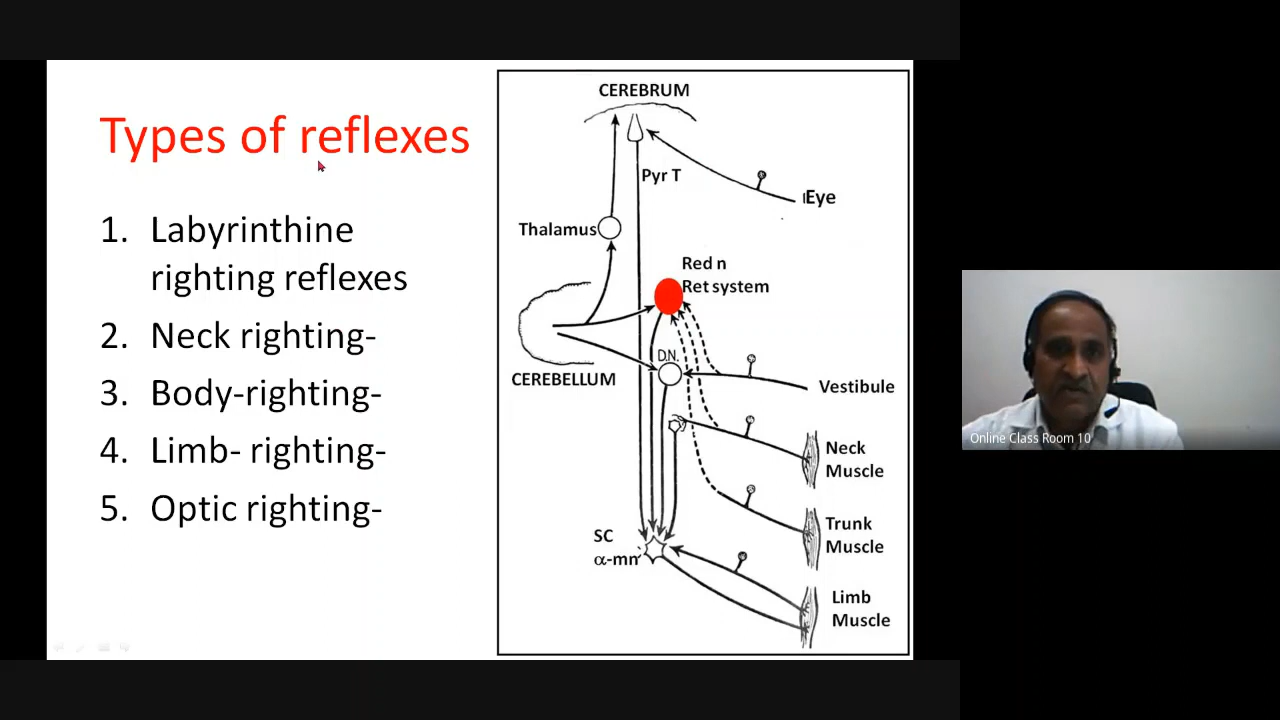 Types of reflexes
1. Labyrinthine
righting reflexes
2. Neck righting-
3. Body-righting-
4. Limb- righting-
5. Optic righting-
CEREBRUM
Pyr T
Eye
Thalamus
Red n
Ret system
D.N.
CEREBELLUM
Vestibule
Neck
Muscle
Trunk
Muscle
SC
α-mn
Limb
Muscle
Online Class Room 10